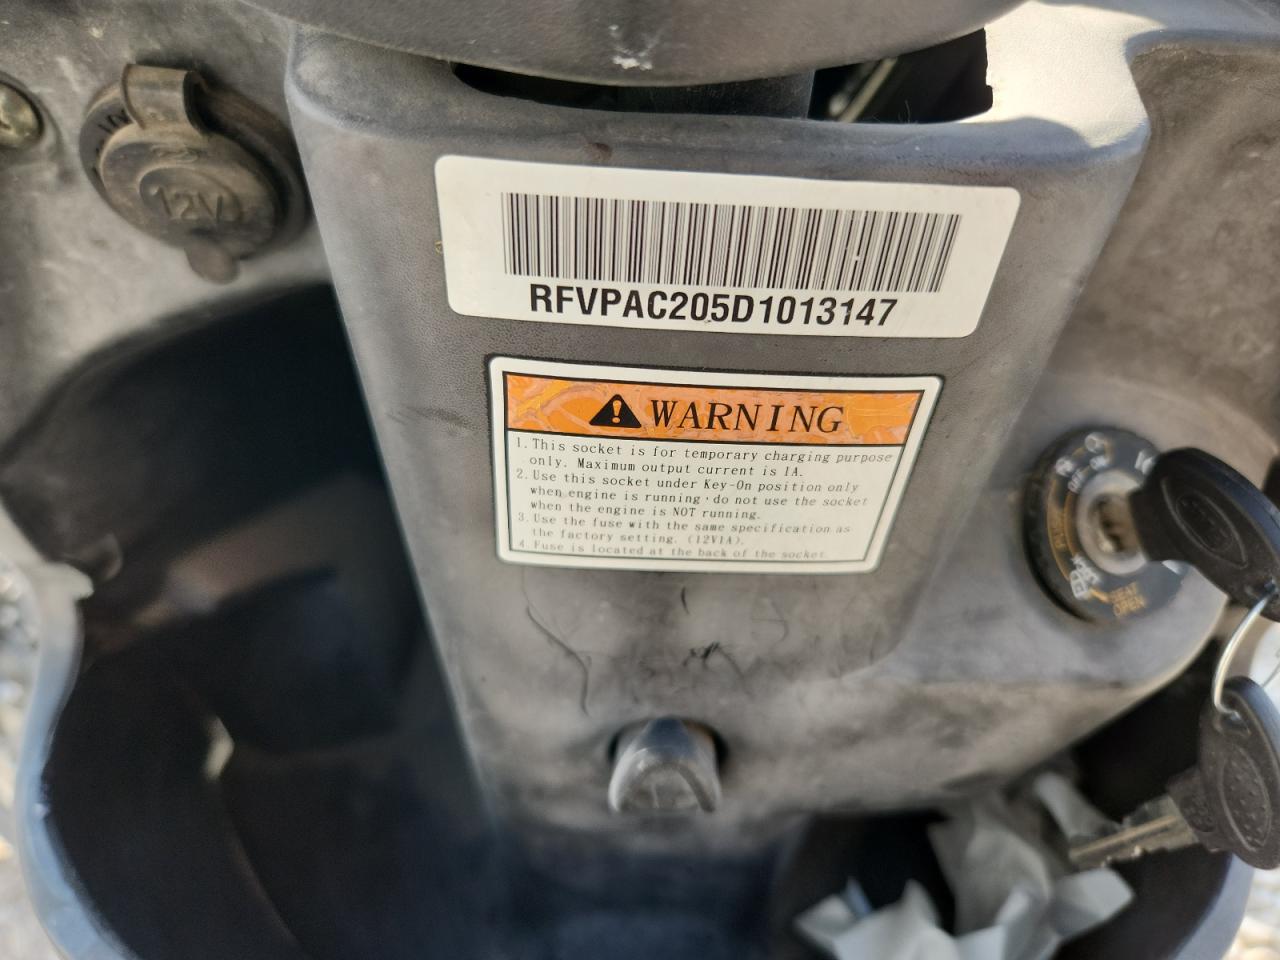 12V
RFVPAC205D1013147
WARNING
1. This socket is for temporary charging purpose
only. Maximum output current is 1A.
2. Use this socket under Key-On position only
when engine is running, do not use the socket
when the engine is NOT running.
3. Use the fuse with the same specification as
the factory setting. (12V1A).
4. Fuse is located at the back of the socket.
OFF ON
SEAT
OPEN